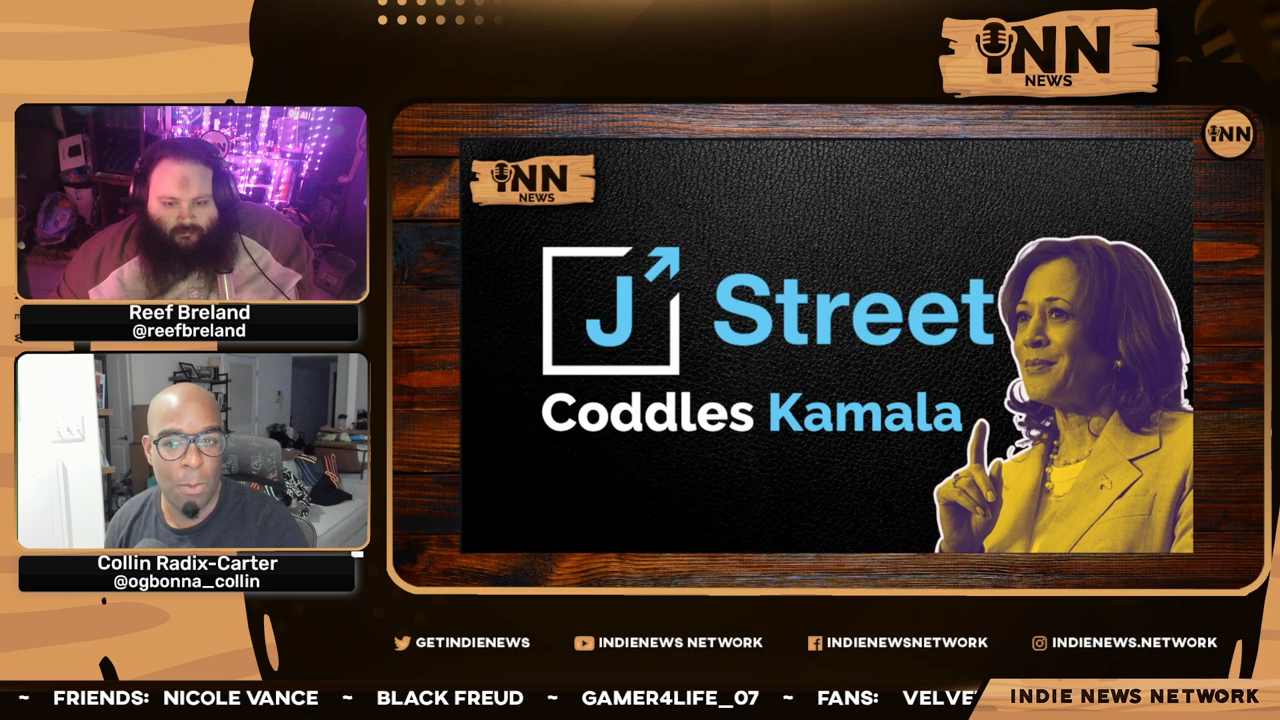 INN
NEWS
INN
INN
NEWS
J Street
Coddles Kamala
Reef Breland
@reefbreland
Collin Radix-Carter
@ogbonna_collin
GETINDIENEWS
INDIENEWS NETWORK
INDIENEWSNETWORK
INDIENEWS.NETWORK
~ FRIENDS: NICOLE VANCE ~ BLACK FREUD ~ GAMER4LIFE_07 ~ FANS: VELVE
INDIE NEWS NETWORK